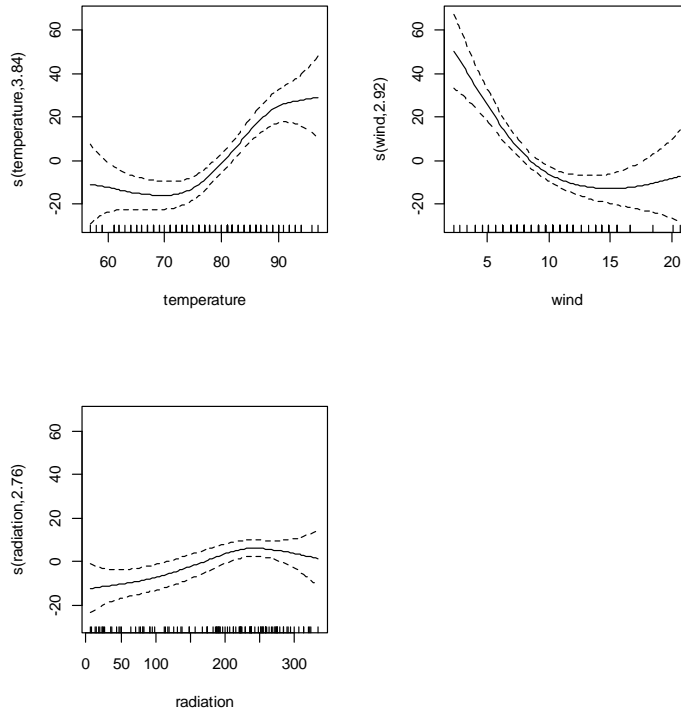 s(temperature,3.84)
-20 0 20 40 60
60 70 80 90
temperature
s(wind,2.92)
-20 0 20 40 60
5 10 15 20
wind
s(radiation,2.76)
-20 0 20 40 60
0 50 100 200 300
radiation